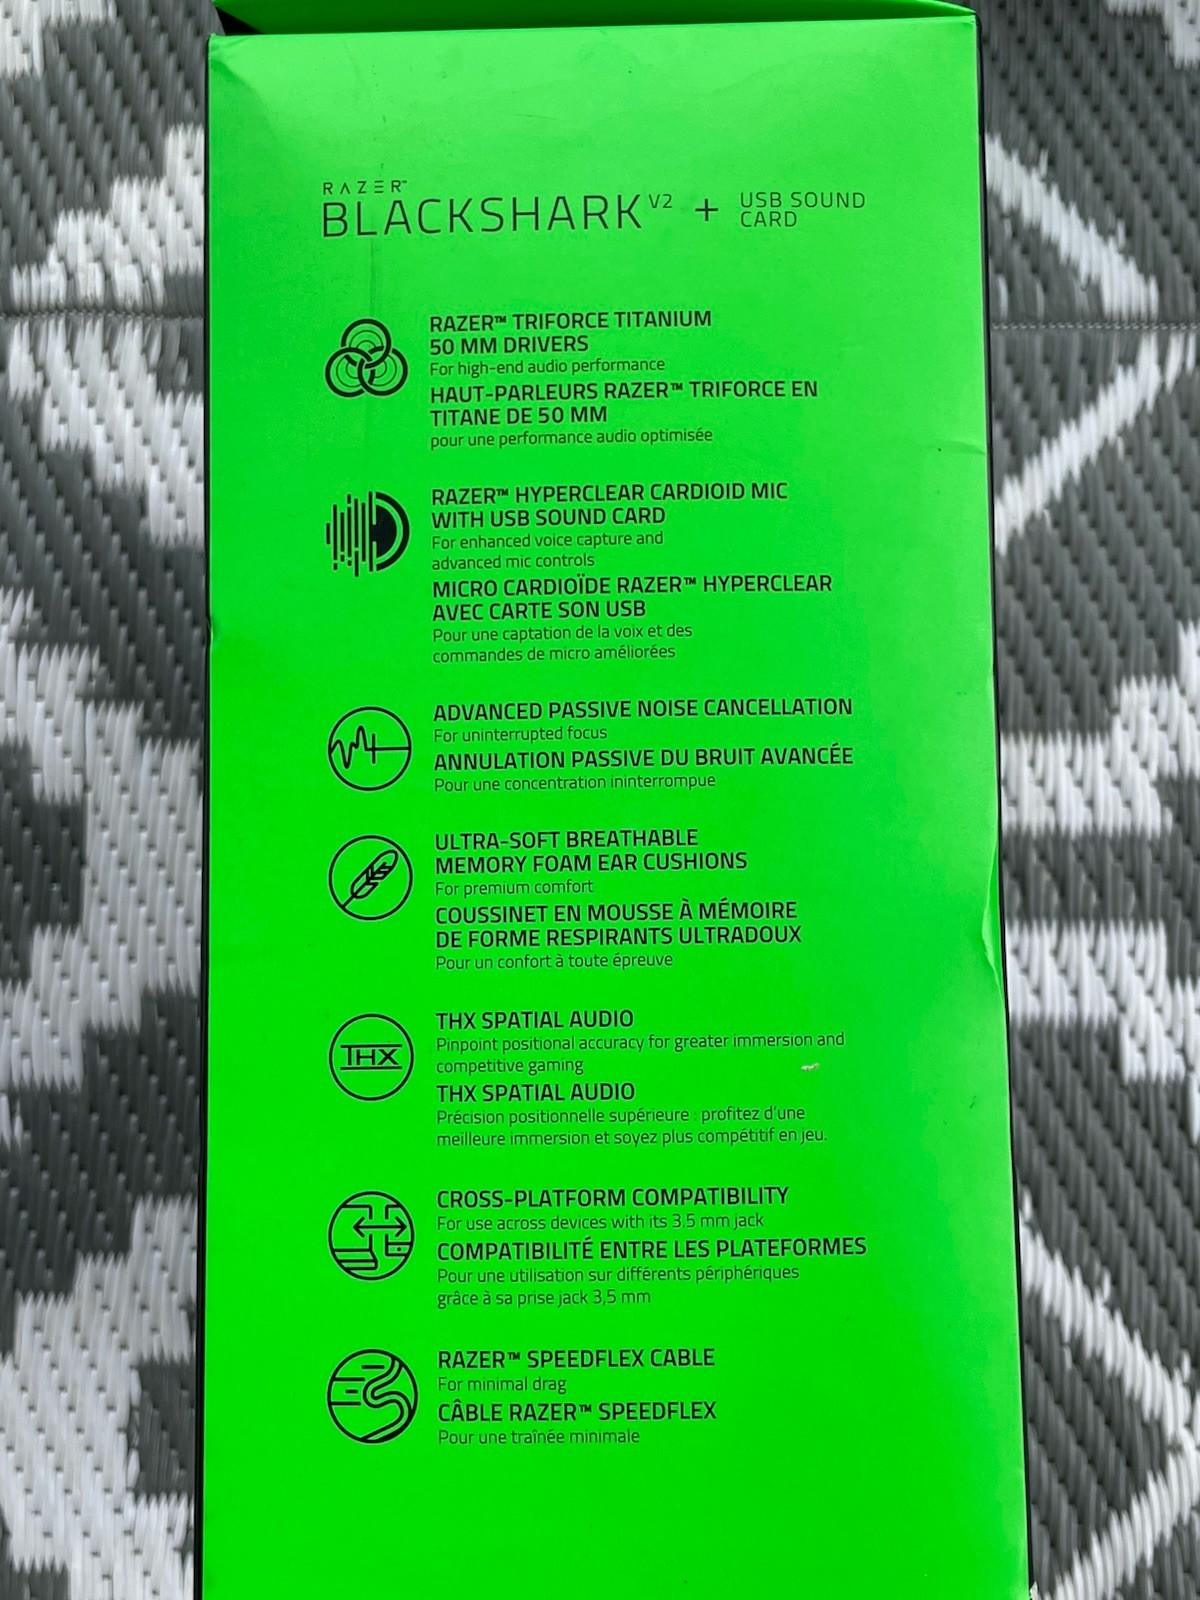 RAZER™
BLACKSHARK V2 + USB SOUND
CARD
RAZER™ TRIFORCE TITANIUM
50 MM DRIVERS
For high-end audio performance
HAUT-PARLEURS RAZER™ TRIFORCE EN
TITANE DE 50 MM
pour une performance audio optimisée
RAZER™ HYPERCLEAR CARDIOID MIC
WITH USB SOUND CARD
For enhanced voice capture and
advanced mic controls
MICRO CARDIOÏDE RAZER™ HYPERCLEAR
AVEC CARTE SON USB
Pour une captation de la voix et des
commandes de micro améliorées
ADVANCED PASSIVE NOISE CANCELLATION
For uninterrupted focus
ANNULATION PASSIVE DU BRUIT AVANCÉE
Pour une concentration ininterrompue
ULTRA-SOFT BREATHABLE
MEMORY FOAM EAR CUSHIONS
For premium comfort
COUSSINET EN MOUSSE À MÉMOIRE
DE FORME RESPIRANTS ULTRADOUX
Pour un confort à toute épreuve
THX
THX SPATIAL AUDIO
Pinpoint positional accuracy for greater immersion and
competitive gaming
THX SPATIAL AUDIO
Précision positionnelle supérieure : profitez d'une
meilleure immersion et soyez plus compétitif en jeu.
CROSS-PLATFORM COMPATIBILITY
For use across devices with its 3.5 mm jack
COMPATIBILITÉ ENTRE LES PLATEFORMES
Pour une utilisation sur différents périphériques
grâce à sa prise jack 3,5 mm
RAZER™ SPEEDFLEX CABLE
For minimal drag
CÂBLE RAZER™ SPEEDFLEX
Pour une traînée minimale